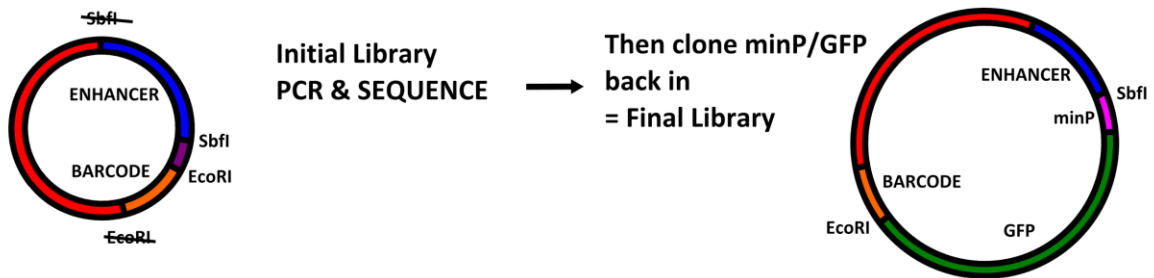 SbfI
ENHANCER
SbfI
BARCODE
EcoRI
EcoRI
Initial Library
PCR & SEQUENCE
Then clone minP/GFP
back in
= Final Library
ENHANCER
SbfI
minP
BARCODE
EcoRI
GFP